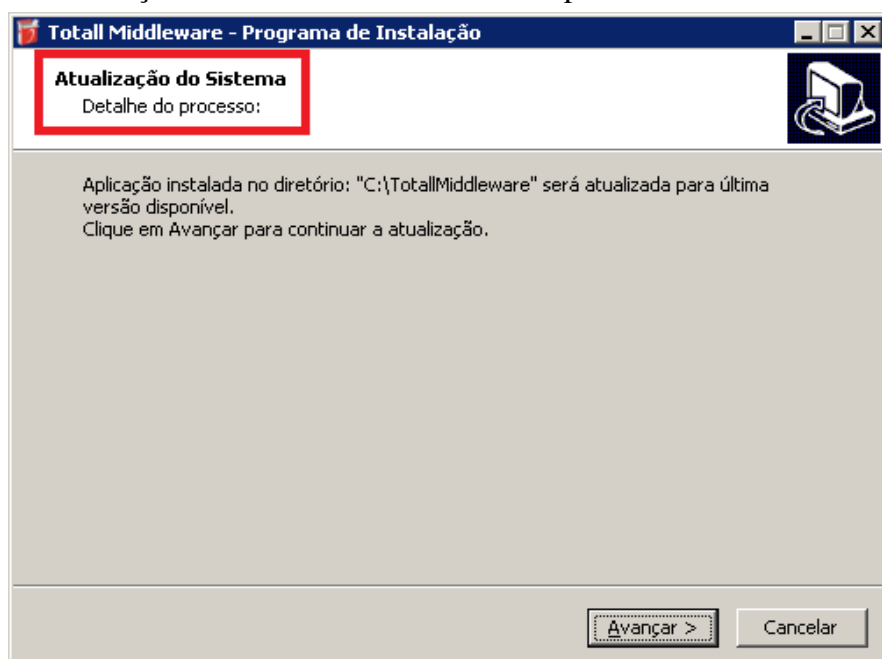 Totall Middleware - Programa de Instalação
Atualização do Sistema
Detalhe do processo:
Aplicação instalada no diretório: "C:\TotallMiddleware" será atualizada para última
versão disponível.
Clique em Avançar para continuar a atualização.
Avançar >
Cancelar